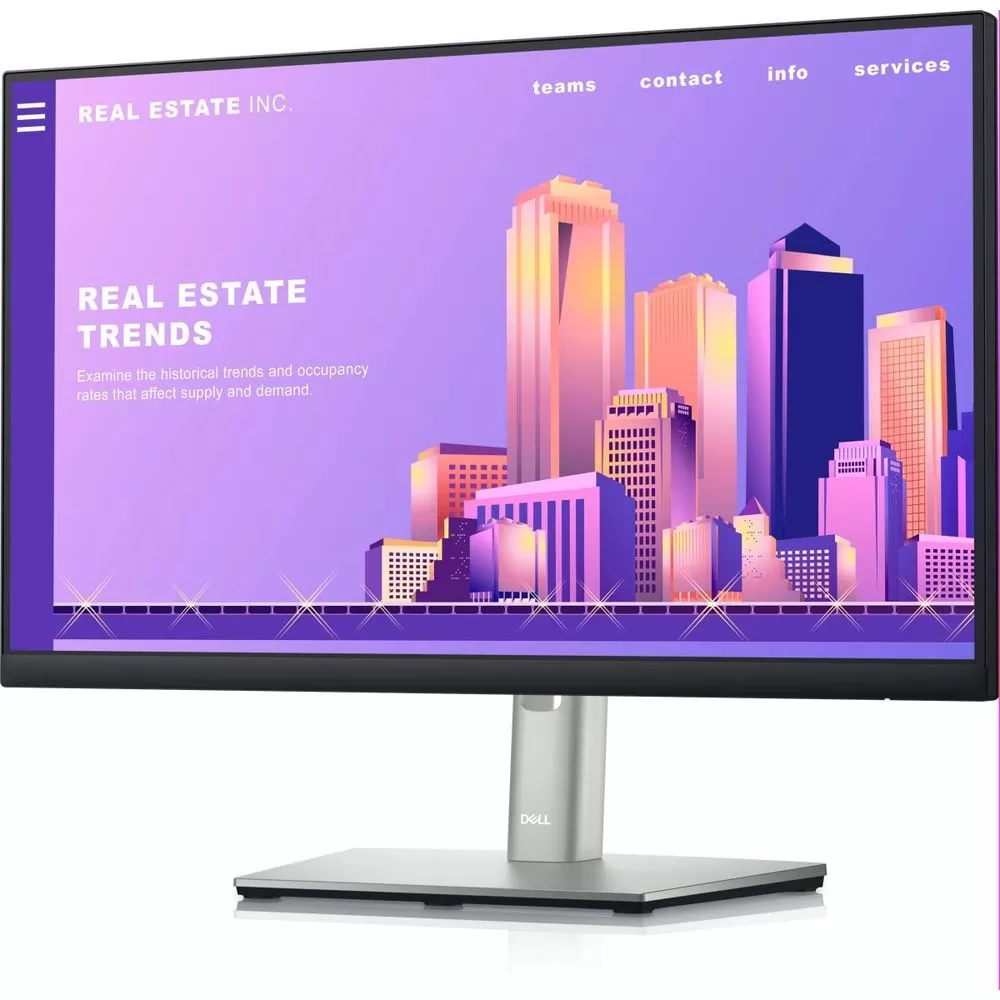 REAL ESTATE INC.
teams contact info services
REAL ESTATE
TRENDS
Examine the historical trends and occupancy
rates that affect supply and demand.
DELL